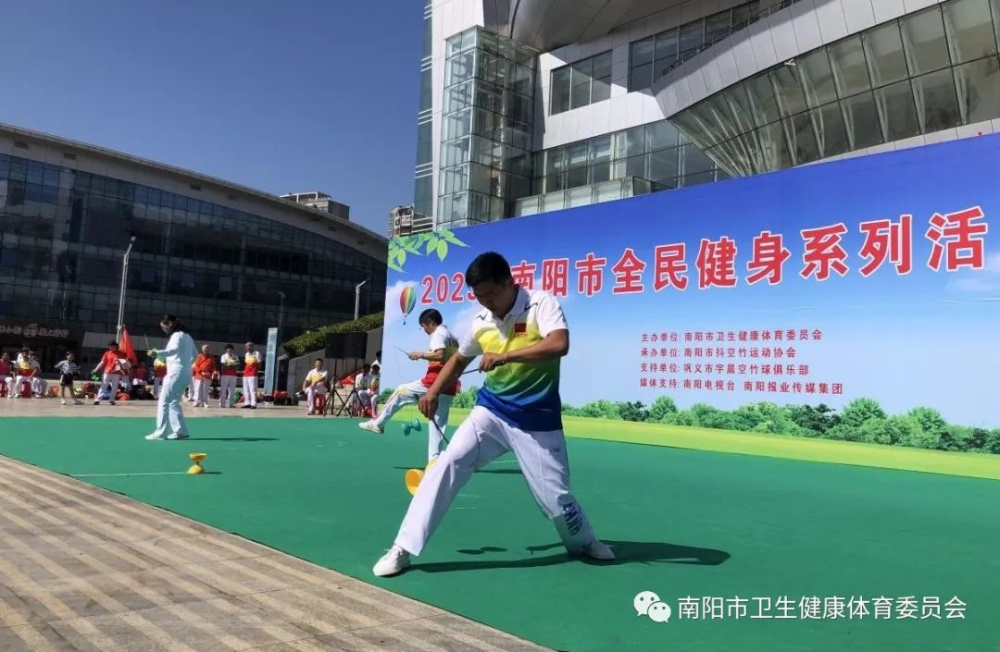 2023 南阳市全民健身系列活
主办单位: 南阳市卫生健康体育委员会
承办单位: 南阳市抖空竹运动协会
支持单位: 巩义市宇晨空竹球俱乐部
媒体支持: 南阳电视台 南阳报业传媒集团
南阳市卫生健康体育委员会